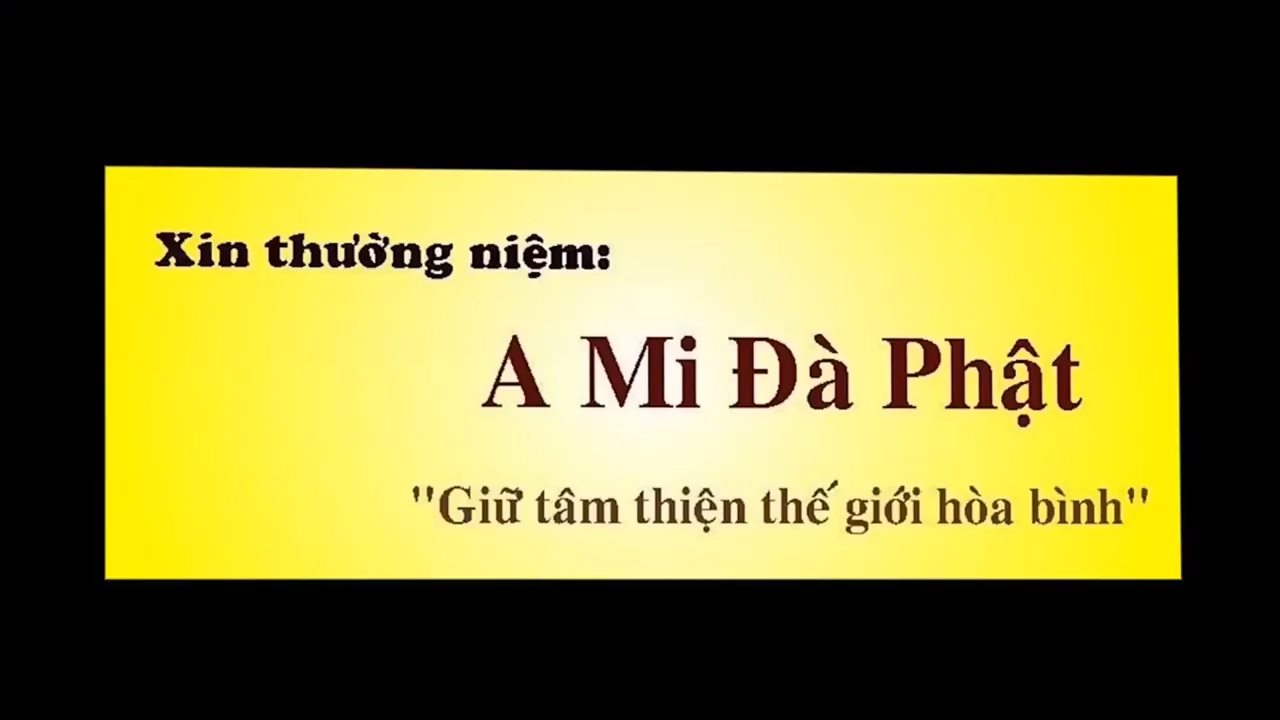 Xin thường niệm:
A Mi Đà Phật
"Giữ tâm thiện thế giới hòa bình"